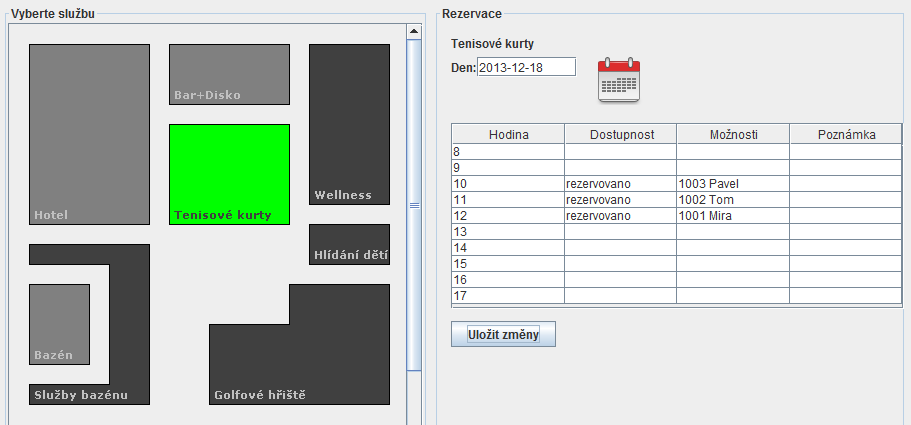 Vyberte službu
Hotel
Bar+Disko
Wellness
Tenisové kurty
Hlídání dětí
Bazén
Služby bazénu
Golfové hřiště
Rezervace
Tenisové kurty
Den: 2013-12-18
Hodina Dostupnost Možnosti Poznámka
8
9
10 rezervovano 1003 Pavel
11 rezervovano 1002 Tom
12 rezervovano 1001 Mira
13
14
15
16
17
Uložit změny